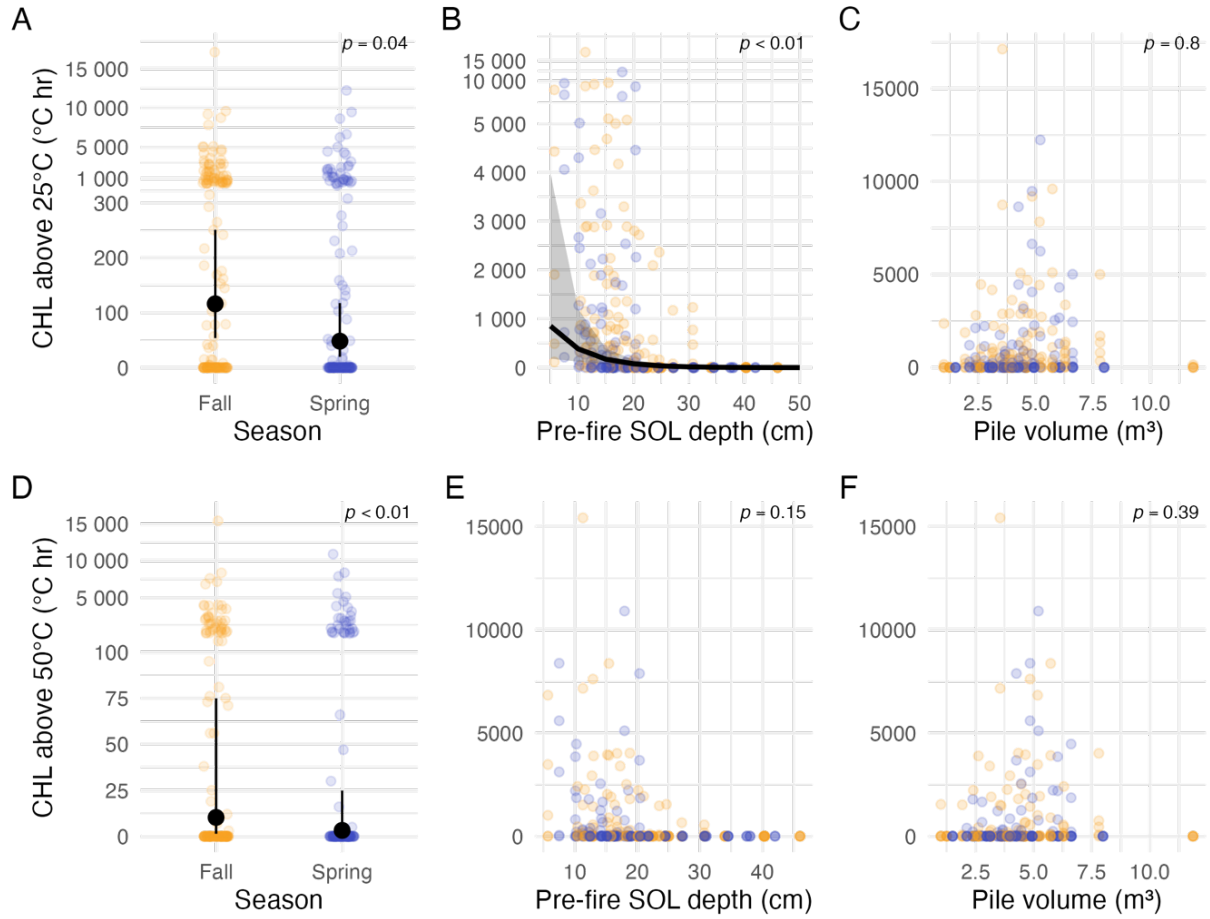 A
p = 0.04
CHL above 25°C (°C hr)
15 000
10 000
5 000
1 000
300
200
100
0
Fall
Spring
Season
B
p < 0.01
15 000
10 000
5 000
4 000
3 000
2 000
1 000
0
10
20
30
40
50
Pre-fire SOL depth (cm)
C
p = 0.8
15000
10000
5000
0
2.5
5.0
7.5
10.0
Pile volume (m³)
D
p < 0.01
CHL above 50°C (°C hr)
15 000
10 000
5 000
100
75
50
25
0
Fall
Spring
Season
E
p = 0.15
15000
10000
5000
0
10
20
30
40
Pre-fire SOL depth (cm)
F
p = 0.39
15000
10000
5000
0
2.5
5.0
7.5
10.0
Pile volume (m³)